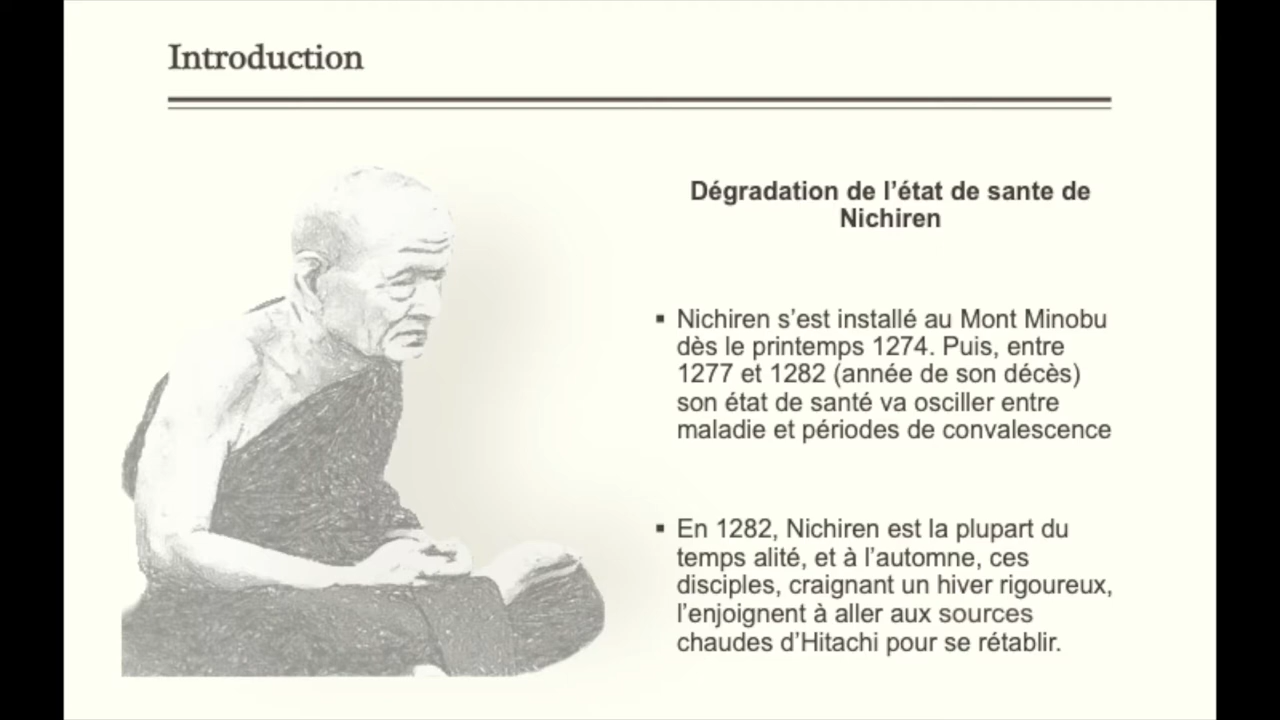 Introduction
Dégradation de l’état de sante de
Nichiren
▪ Nichiren s’est installé au Mont Minobu
dès le printemps 1274. Puis, entre
1277 et 1282 (année de son décès)
son état de santé va osciller entre
maladie et périodes de convalescence
▪ En 1282, Nichiren est la plupart du
temps alité, et à l’automne, ces
disciples, craignant un hiver rigoureux,
l’enjoignent à aller aux sources
chaudes d’Hitachi pour se rétablir.